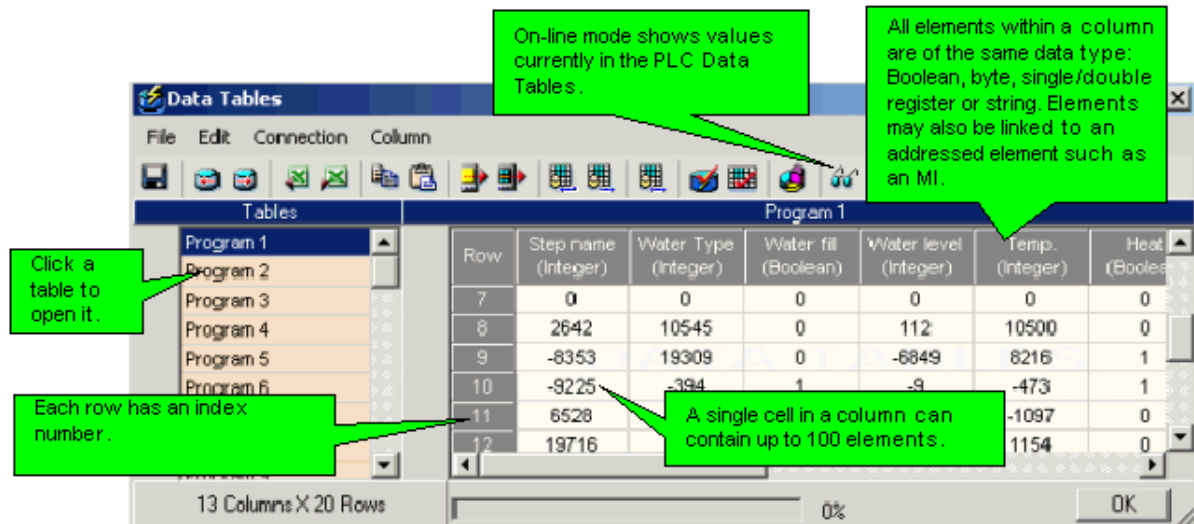 On-line mode shows values
currently in the PLC Data
Tables.
All elements within a column
are of the same data type:
Boolean, byte, single/double
register or string. Elements
may also be linked to an
addressed element such as
an MI.
Data Tables
File Edit Connection Column
Tables
Program 1
Click a
table to
open it.
Program 1
Program 2
Program 3
Program 4
Program 5
Program 6
Row Step name (Integer) Water Type (Integer) Water fill (Boolean) Water level (Integer) Temp. (Integer) Heat
7 0 0 0 0 0 0
8 2642 10545 0 112 10500 0
9 -8353 19309 0 -6849 8216 1
10 -9225 -394 1 -9 -473 1
11 6528 -1097 0
12 19716 1154 0
Each row has an index
number.
A single cell in a column can
contain up to 100 elements.
13 Columns X 20 Rows
0%
OK